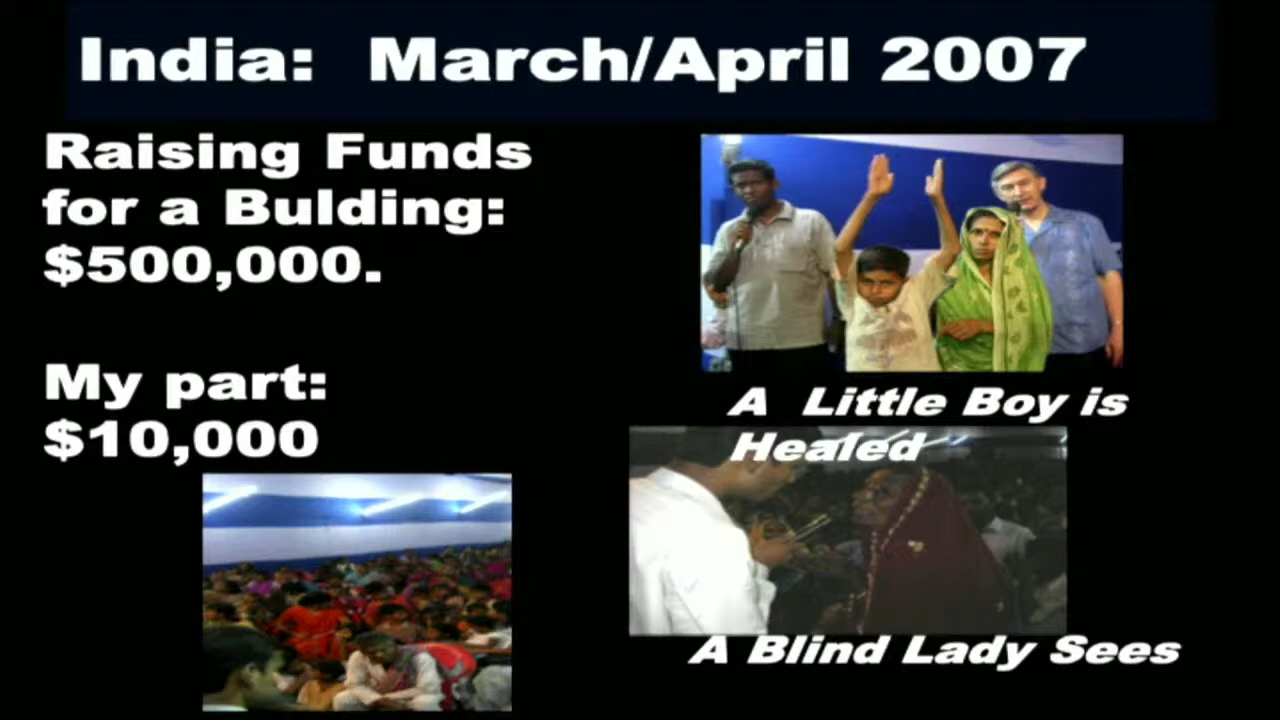 India:  March/April 2007
Raising Funds
for a Bulding:
$500,000.
My part:
$10,000
A  Little Boy is
Healed
A Blind Lady Sees